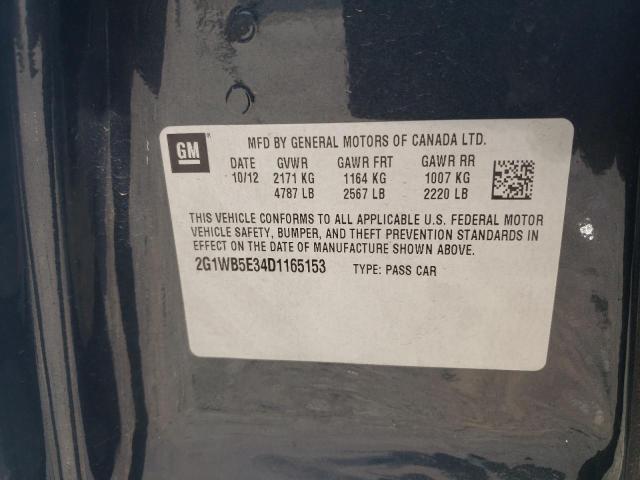 GM
MFD BY GENERAL MOTORS OF CANADA LTD.
DATE GVWR GAWR FRT GAWR RR
10/12 2171 KG 1164 KG 1007 KG
4787 LB 2567 LB 2220 LB
THIS VEHICLE CONFORMS TO ALL APPLICABLE U.S. FEDERAL MOTOR
VEHICLE SAFETY, BUMPER, AND THEFT PREVENTION STANDARDS IN
EFFECT ON THE DATE OF MANUFACTURE SHOWN ABOVE.
2G1WB5E34D1165153 TYPE: PASS CAR